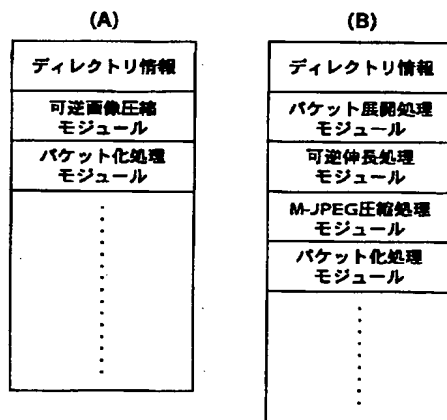 (A)
ディレクトリ情報
可逆画像圧縮
モジュール
パケット化処理
モジュール
(B)
ディレクトリ情報
パケット展開処理
モジュール
可逆伸長処理
モジュール
M-JPEG圧縮処理
モジュール
パケット化処理
モジュール